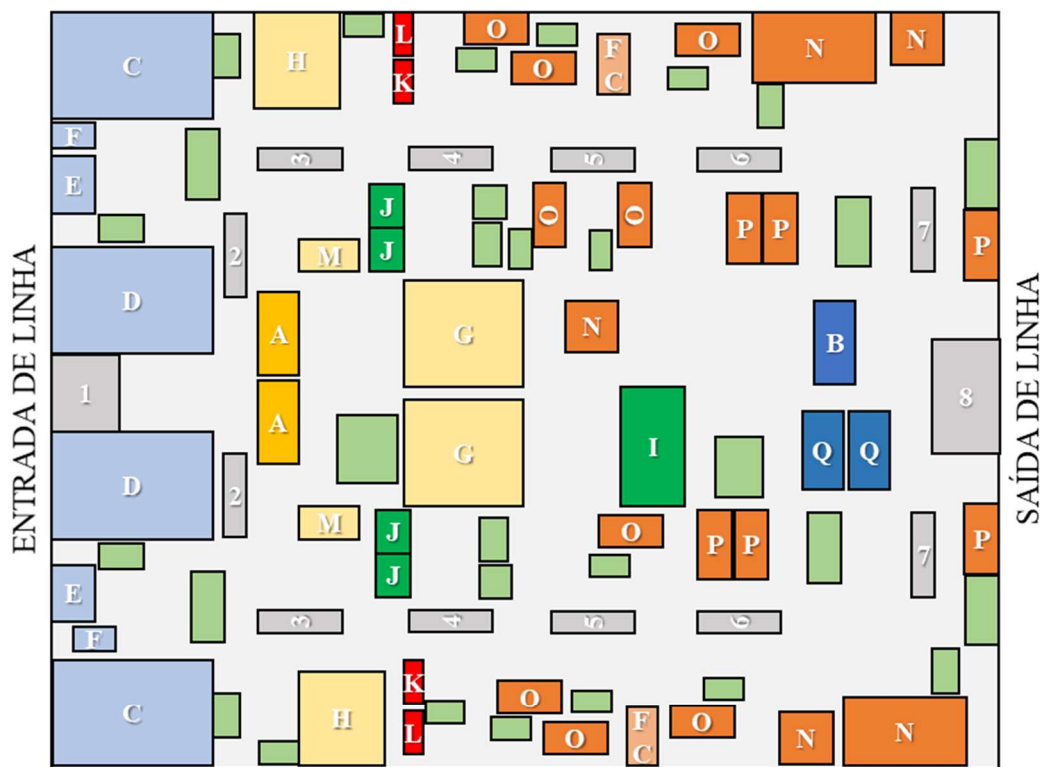 ENTRADA DE LINHA
C H L O F O N N
K O C
F
E 3 4 5 6
2 J O O P P 7 P
M J
D A G N B
1 8
A G I Q Q
D
2 M J O P P 7 P
J
E
F 3 4 5 6
C H K O F O N N
L O C
SAÍDA DE LINHA